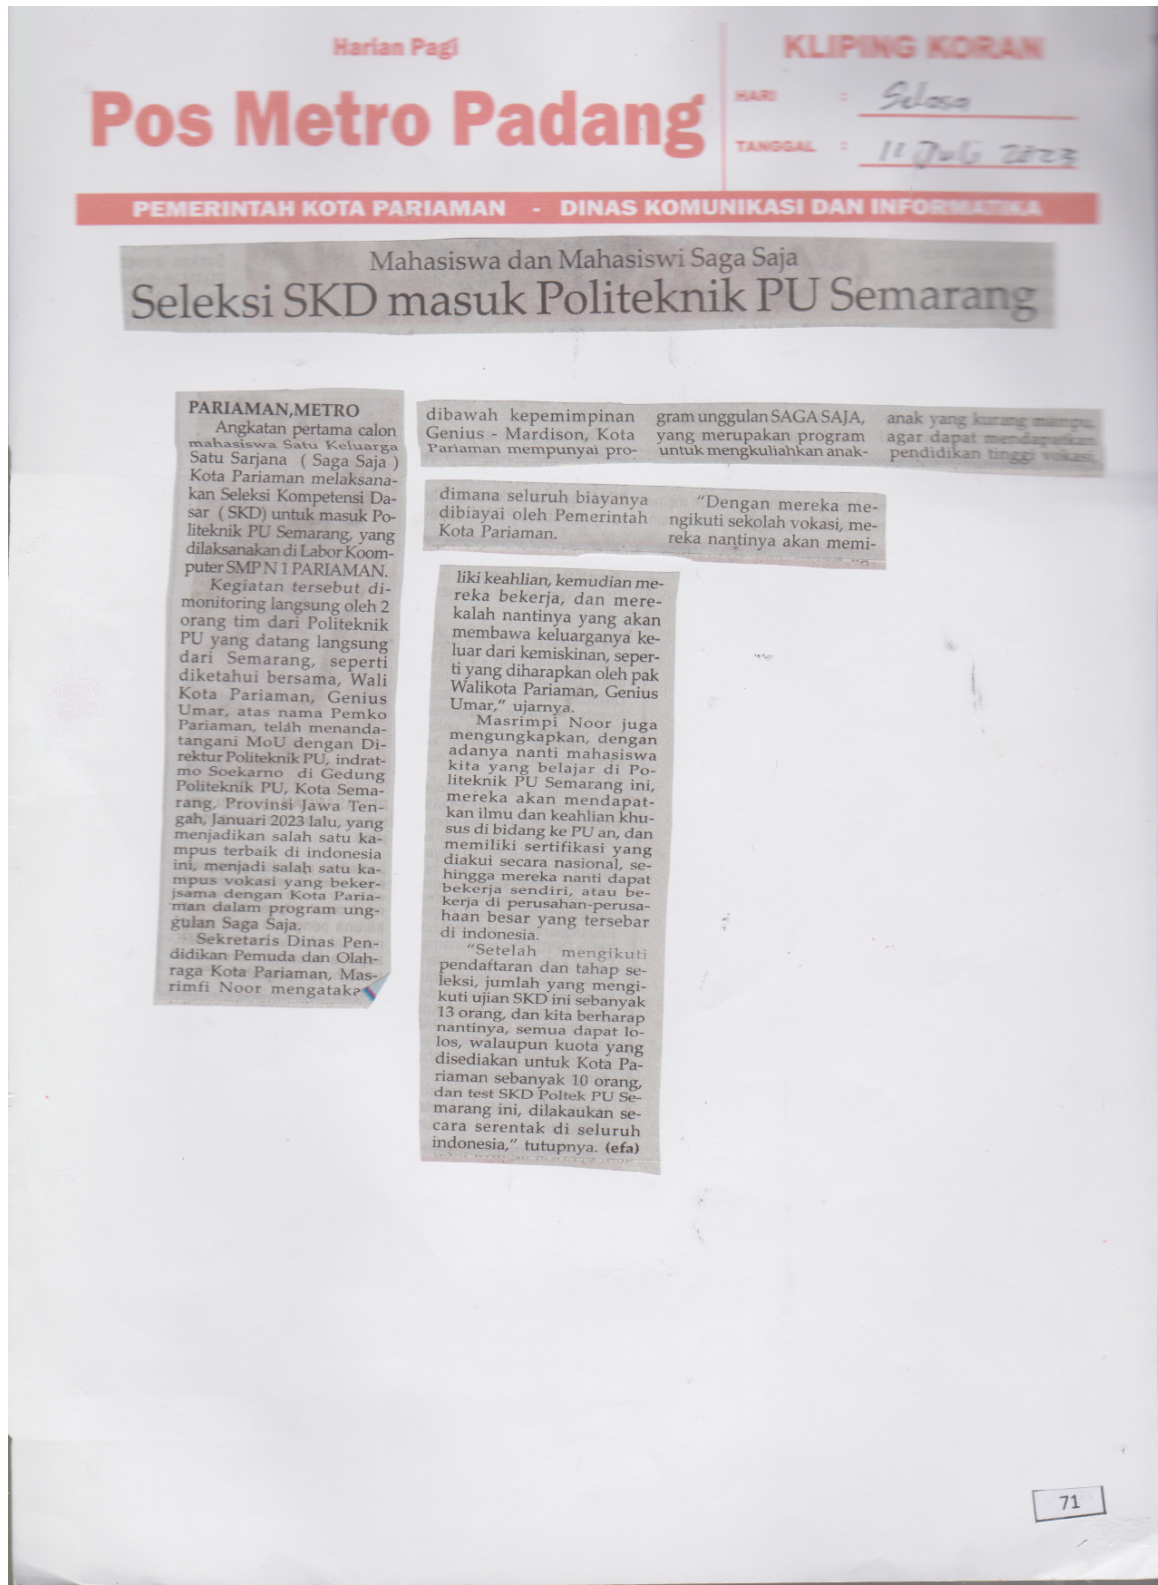 Harian Pagi
Pos Metro Padang
KLIPING KORAN
HARI : Selasa
TANGGAL : 11 Juli 2023
PEMERINTAH KOTA PARIAMAN - DINAS KOMUNIKASI DAN INFORMATIKA
Mahasiswa dan Mahasiswi Saga Saja
Seleksi SKD masuk Politeknik PU Semarang
PARIAMAN,METRO
Angkatan pertama calon
mahasiswa Satu Keluarga
Satu Sarjana ( Saga Saja )
Kota Pariaman melaksana-
kan Seleksi Kompetensi Da-
sar ( SKD) untuk masuk Po-
liteknik PU Semarang, yang
dilaksanakan di Labor Koom-
puter SMP N 1 PARIAMAN.
Kegiatan tersebut di-
monitoring langsung oleh 2
orang tim dari Politeknik
PU yang datang langsung
dari Semarang, seperti
diketahui bersama, Wali
Kota Pariaman, Genius
Umar, atas nama Pemko
Pariaman, telah menanda-
tangani MoU dengan Di-
rektur Politeknik PU, indrat-
mo Soekarno di Gedung
Politeknik PU, Kota Sema-
rang, Provinsi Jawa Ten-
gah, Januari 2023 lalu, yang
menjadikan salah satu ka-
mpus terbaik di indonesia
ini, menjadi salah satu ka-
mpus vokasi yang beker-
jsama dengan Kota Paria-
man dalam program ung-
gulan Saga Saja.
Sekretaris Dinas Pen-
didikan Pemuda dan Olah-
raga Kota Pariaman, Mas-
rimfi Noor mengataka
dibawah kepemimpinan
Genius - Mardison, Kota
Pariaman mempunyai pro-
gram unggulan SAGA SAJA,
yang merupakan program
untuk mengkuliahkan anak-
anak yang kurang mampu,
agar dapat mendapatkan
pendidikan tinggi vokasi,
dimana seluruh biayanya
dibiayai oleh Pemerintah
Kota Pariaman.
"Dengan mereka me-
ngikuti sekolah vokasi, me-
reka nantinya akan memi-
liki keahlian, kemudian me-
reka bekerja, dan mere-
kalah nantinya yang akan
membawa keluarganya ke-
luar dari kemiskinan, seper-
ti yang diharapkan oleh pak
Walikota Pariaman, Genius
Umar," ujarnya.
Masrimpi Noor juga
mengungkapkan, dengan
adanya nanti mahasiswa
kita yang belajar di Po-
liteknik PU Semarang ini,
mereka akan mendapat-
kan ilmu dan keahlian khu-
sus di bidang ke PU an, dan
memiliki sertifikasi yang
diakui secara nasional, se-
hingga mereka nanti dapat
bekerja sendiri, atau be-
kerja di perusahan-perusa-
haan besar yang tersebar
di indonesia.
"Setelah mengikuti
pendaftaran dan tahap se-
leksi, jumlah yang mengi-
kuti ujian SKD ini sebanyak
13 orang, dan kita berharap
nantinya, semua dapat lo-
los, walaupun kuota yang
disediakan untuk Kota Pa-
riaman sebanyak 10 orang,
dan test SKD Poltek PU Se-
marang ini, dilakaukan se-
cara serentak di seluruh
indonesia," tutupnya. (efa)
71